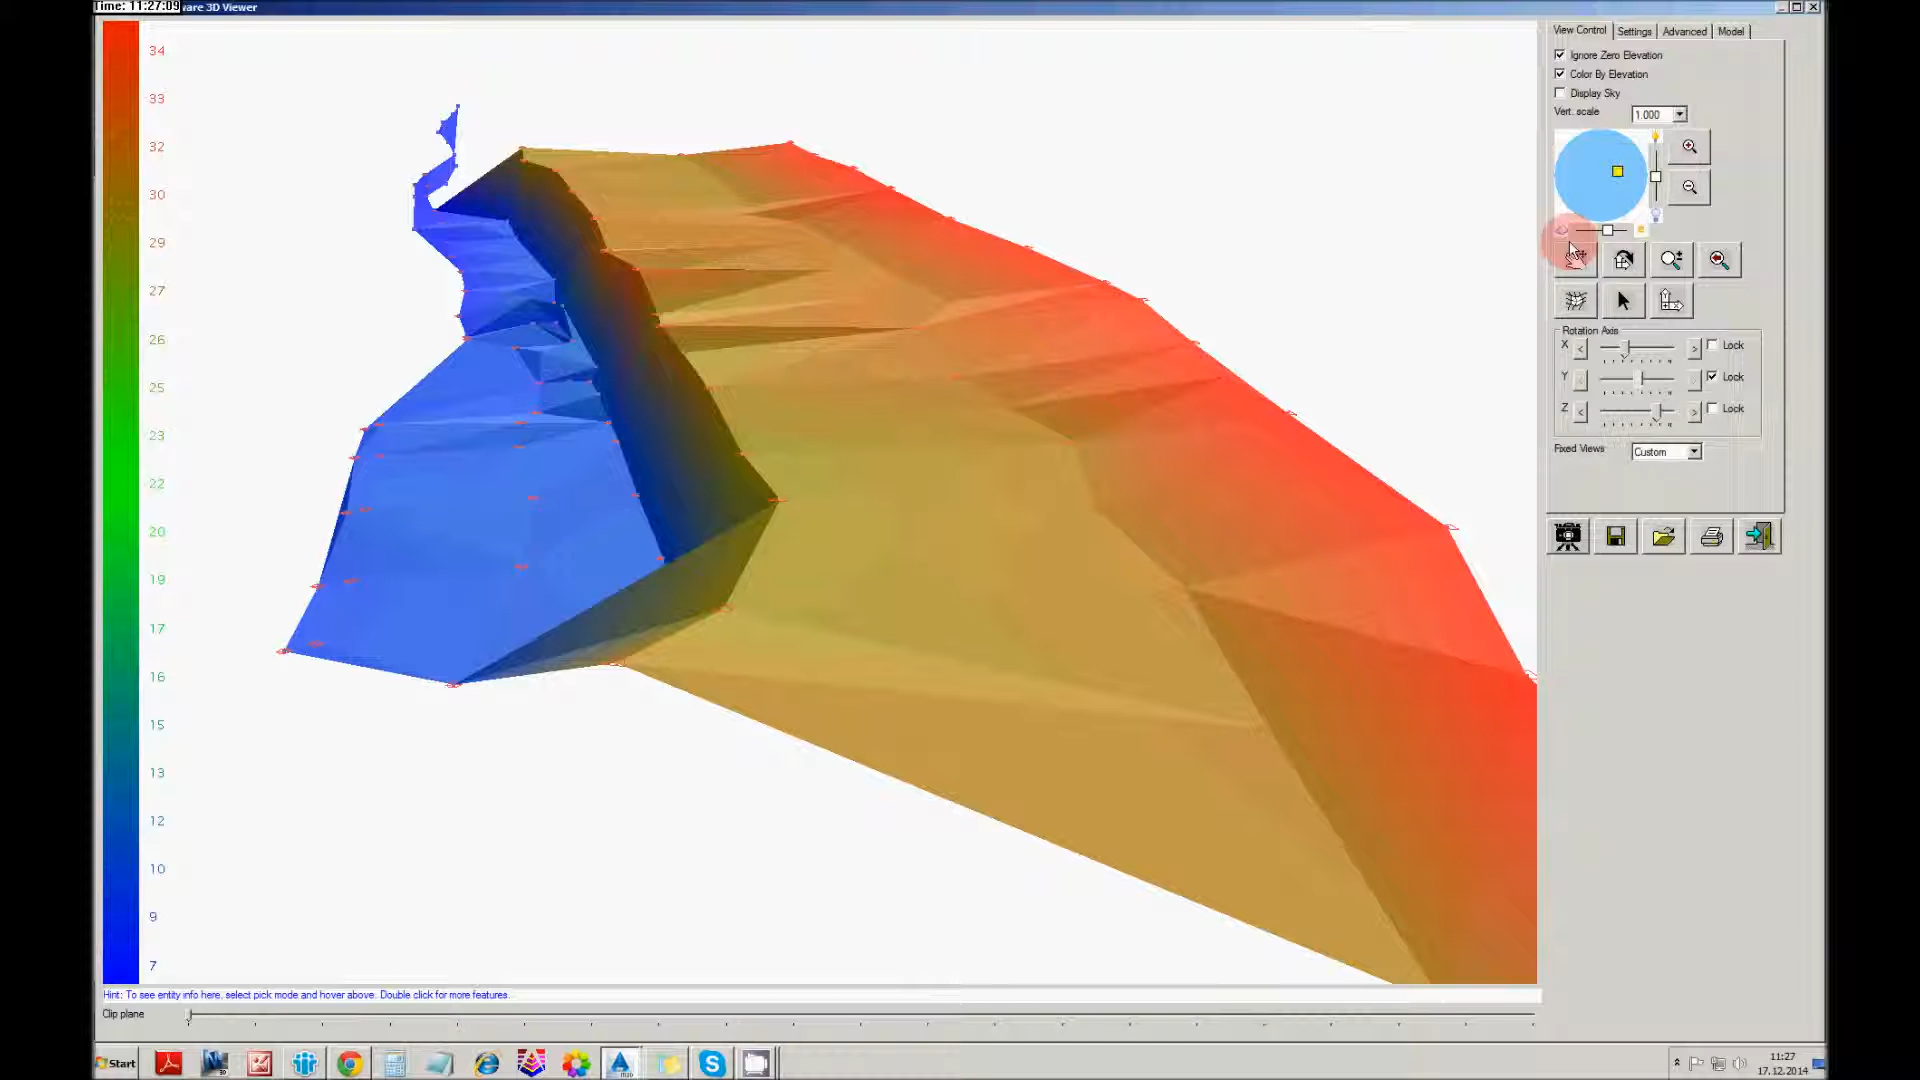 Time: 11:27:09
ware 3D Viewer
34
33
32
30
29
27
26
25
23
22
20
19
17
16
15
13
12
10
9
7
View Control Settings Advanced Model
Ignore Zero Elevation
Color By Elevation
Display Sky
Vert. scale 1.000
Rotation Axis
X < > Lock
Y < > Lock
Z < > Lock
Fixed Views Custom
Hint: To see entity info here, select pick mode and hover above. Double click for more features.
Clip plane
Start
11:27
17.12.2014